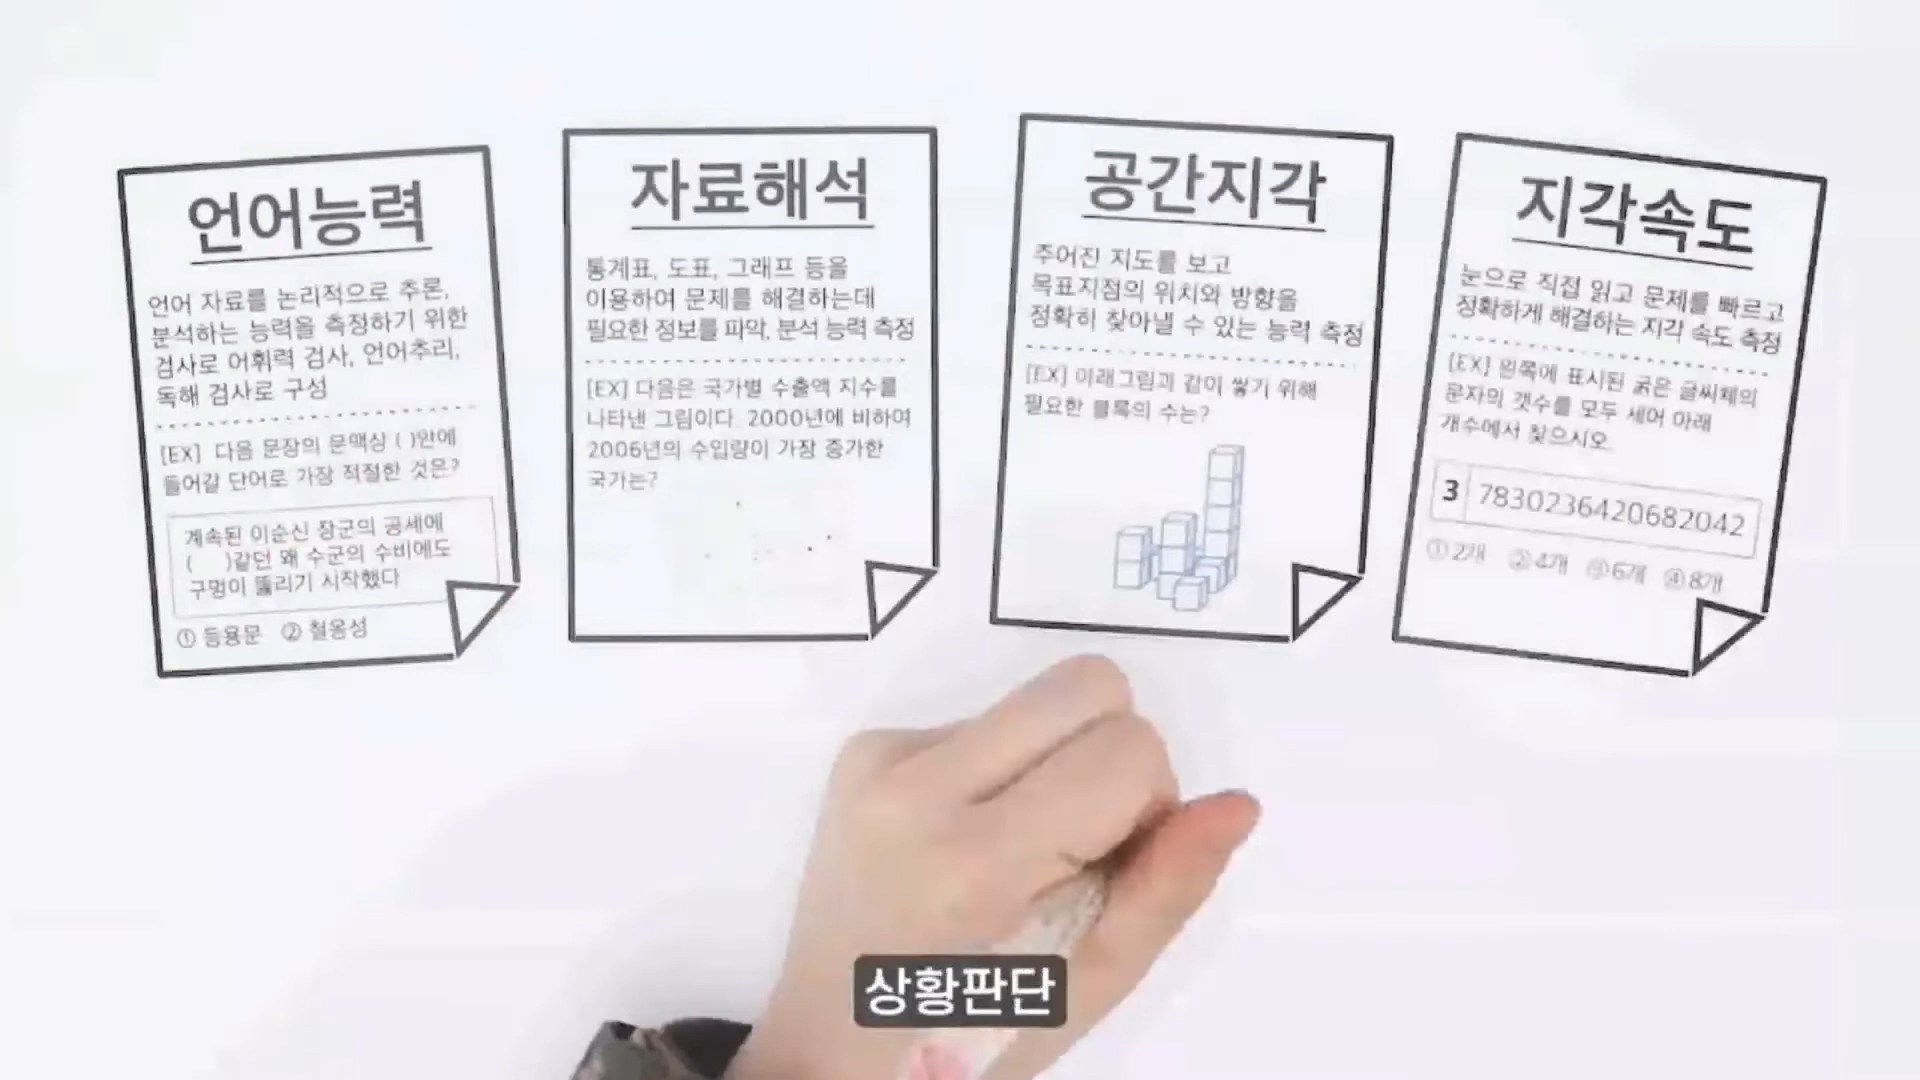 언어능력
언어 자료를 논리적으로 추론,
분석하는 능력을 측정하기 위한
검사로 어휘력 검사, 언어추리,
독해 검사로 구성
[EX] 다음 문장의 문맥상 ( )안에
들어갈 단어로 가장 적절한 것은?
계속된 이순신 장군의 공세에
( )같던 왜 수군의 수비에도
구멍이 뚫리기 시작했다
① 등용문 ② 철옹성
자료해석
통계표, 도표, 그래프 등을
이용하여 문제를 해결하는데
필요한 정보를 파악, 분석 능력 측정
[EX] 다음은 국가별 수출액 지수를
나타낸 그림이다. 2000년에 비하여
2006년의 수입량이 가장 증가한
국가는?
공간지각
주어진 지도를 보고
목표지점의 위치와 방향을
정확히 찾아낼 수 있는 능력 측정
[EX] 아래그림과 같이 쌓기 위해
필요한 블록의 수는?
지각속도
눈으로 직접 읽고 문제를 빠르고
정확하게 해결하는 지각 속도 측정
[EX] 왼쪽에 표시된 굵은 글씨체의
문자의 갯수를 모두 세어 아래
개수에서 찾으시오.
3 7830236420682042
① 2개 ② 4개 ③ 6개 ④ 8개
상황판단